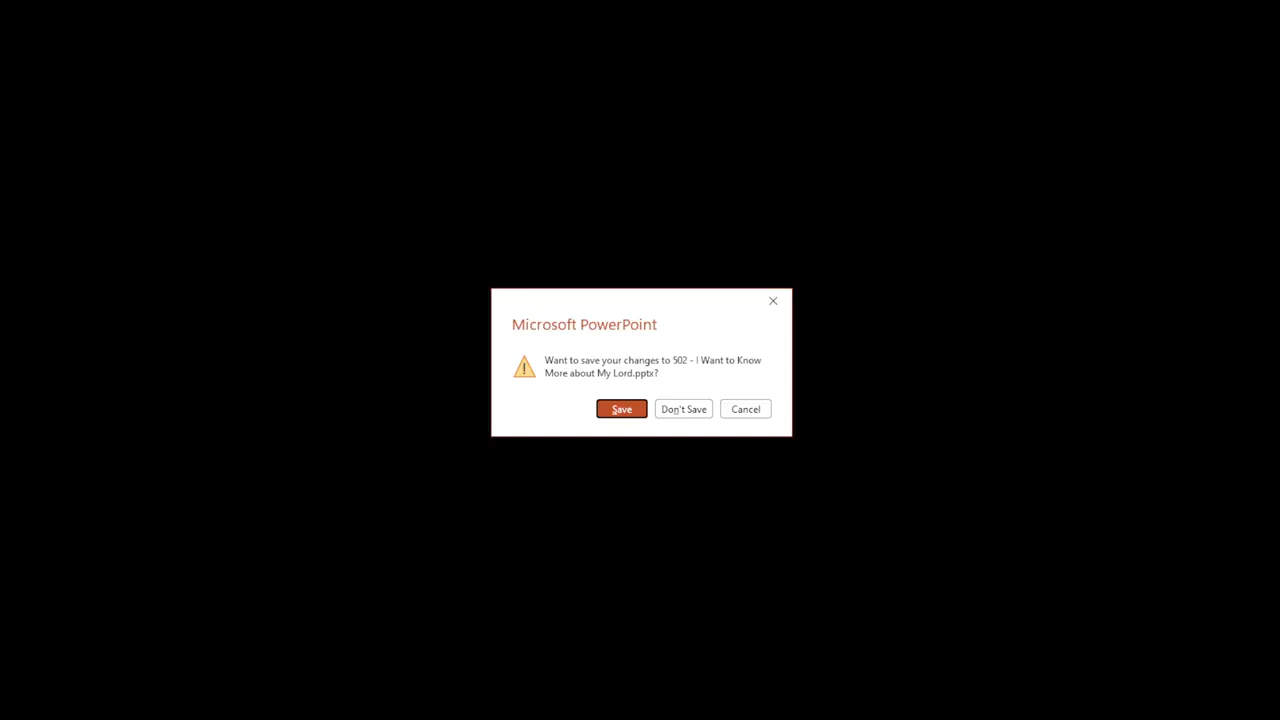 Microsoft PowerPoint
Want to save your changes to 502 - I Want to Know
More about My Lord.pptx?
Save Don't Save Cancel